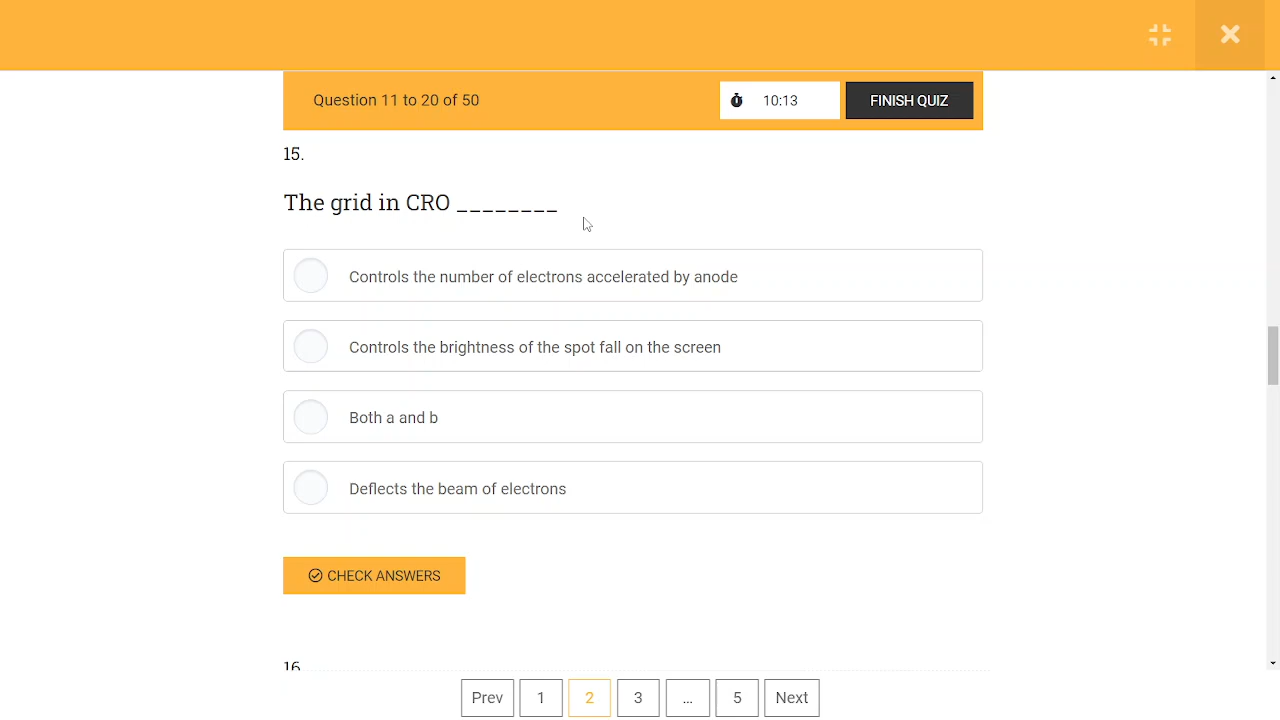 Question 11 to 20 of 50
10:13
FINISH QUIZ
15.
The grid in CRO ________
Controls the number of electrons accelerated by anode
Controls the brightness of the spot fall on the screen
Both a and b
Deflects the beam of electrons
CHECK ANSWERS
16
Prev 1 2 3 ... 5 Next